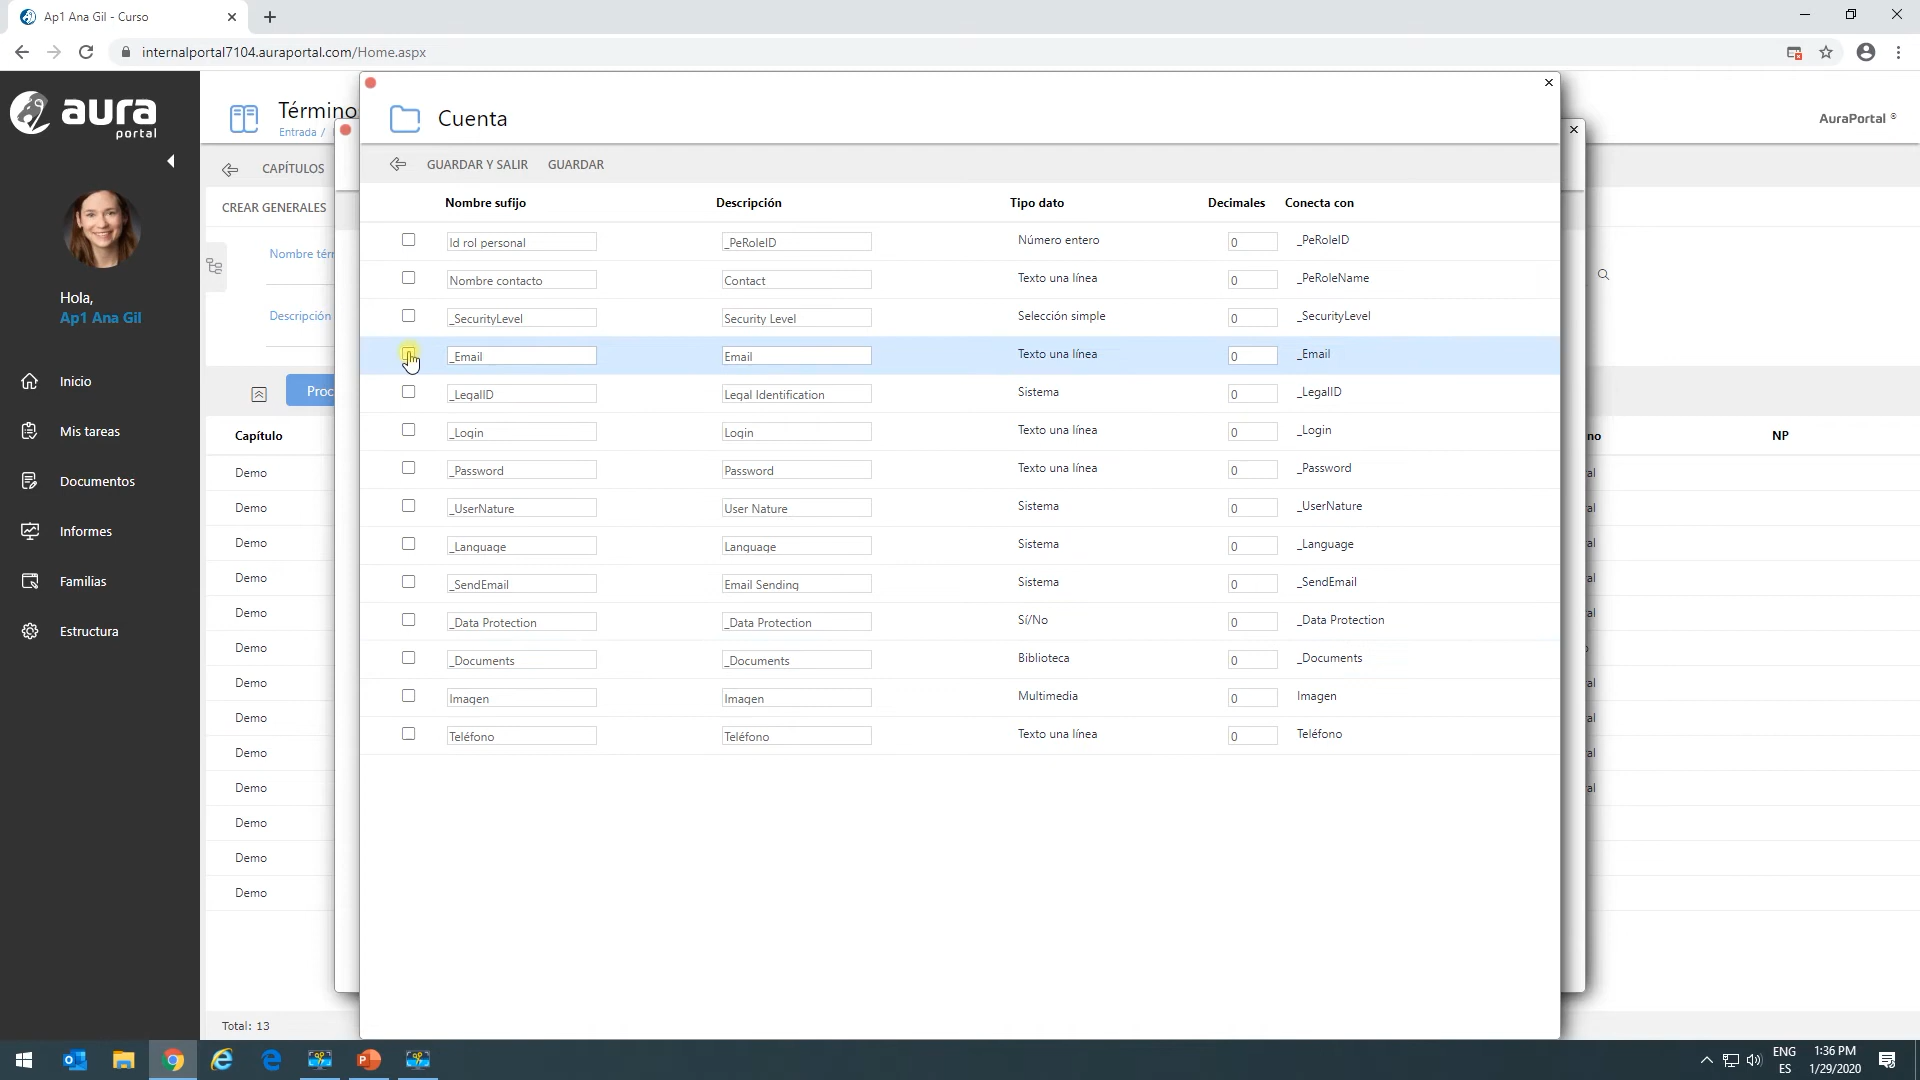 Ap1 Ana Gil - Curso
internalportal7104.auraportal.com/Home.aspx
aura
portal
Hola,
Ap1 Ana Gil
Inicio
Mis tareas
Documentos
Informes
Familias
Estructura
Término
Entrada /
AuraPortal ®
CAPÍTULOS
CREAR GENERALES
Nombre térr
Descripción
Proc
Capítulo
no
NP
Demo
Demo
Demo
Demo
Demo
Demo
Demo
Demo
Demo
Demo
Demo
Demo
Demo
Total: 13
Cuenta
GUARDAR Y SALIR GUARDAR
Nombre sufijo Descripción Tipo dato Decimales Conecta con
Id rol personal _PeRoleID Número entero 0 _PeRoleID
Nombre contacto Contact Texto una línea 0 _PeRoleName
_SecurityLevel Security Level Selección simple 0 _SecurityLevel
_Email Email Texto una línea 0 _Email
_LegalID Legal Identification Sistema 0 _LegalID
_Login Login Texto una línea 0 _Login
_Password Password Texto una línea 0 _Password
_UserNature User Nature Sistema 0 _UserNature
_Language Language Sistema 0 _Language
_SendEmail Email Sending Sistema 0 _SendEmail
_Data Protection _Data Protection Sí/No 0 _Data Protection
_Documents _Documents Biblioteca 0 _Documents
Imagen Imagen Multimedia 0 Imagen
Teléfono Teléfono Texto una línea 0 Teléfono
ENG
ES
1:36 PM
1/29/2020